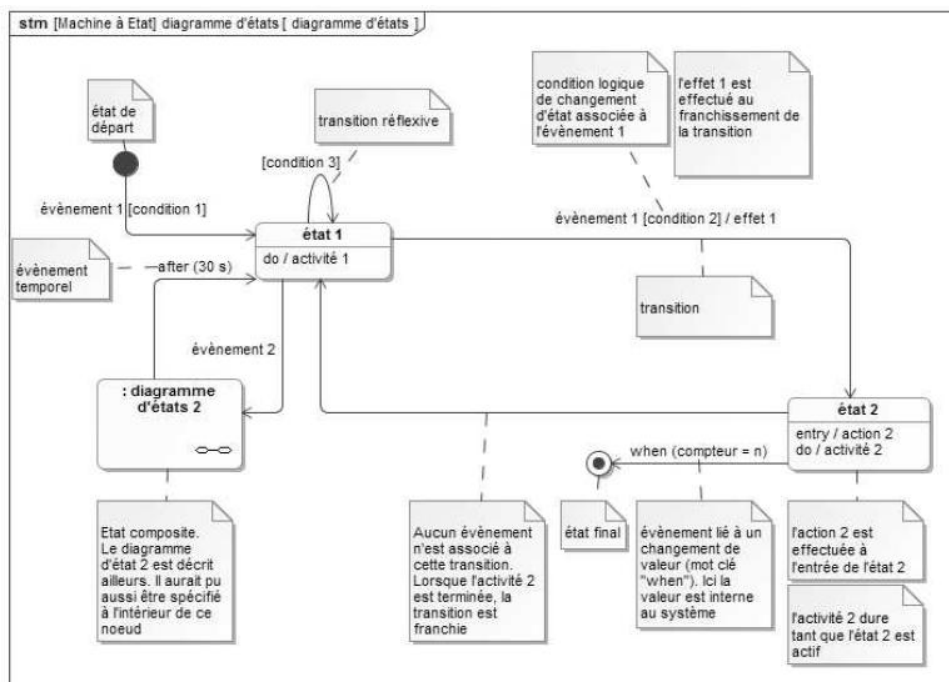 stm [Machine à Etat] diagramme d'états [ diagramme d'états ]
état de
départ
transition réflexive
condition logique
de changement
d'état associée à
l'évènement 1
l'effet 1 est
effectué au
franchissement de
la transition
[condition 3]
évènement 1 [condition 1]
évènement 1 [condition 2] / effet 1
état 1
do / activité 1
évènement
temporel
after (30 s)
transition
évènement 2
: diagramme
d'états 2
état 2
entry / action 2
do / activité 2
when (compteur = n)
Etat composite.
Le diagramme
d'état 2 est décrit
ailleurs. Il aurait pu
aussi être spécifié
à l'intérieur de ce
noeud
Aucun évènement
n'est associé à
cette transition.
Lorsque l'activité 2
est terminée, la
transition est
franchie
état final
évènement lié à un
changement de
valeur (mot clé
"when"). Ici la
valeur est interne
au système
l'action 2 est
effectuée à
l'entrée de l'état 2
l'activité 2 dure
tant que l'état 2 est
actif